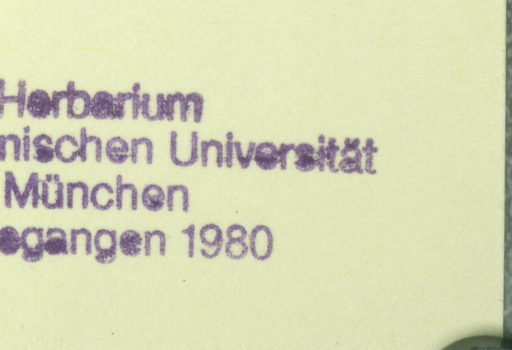 Herbarium
nischen Universität
München
egangen 1980